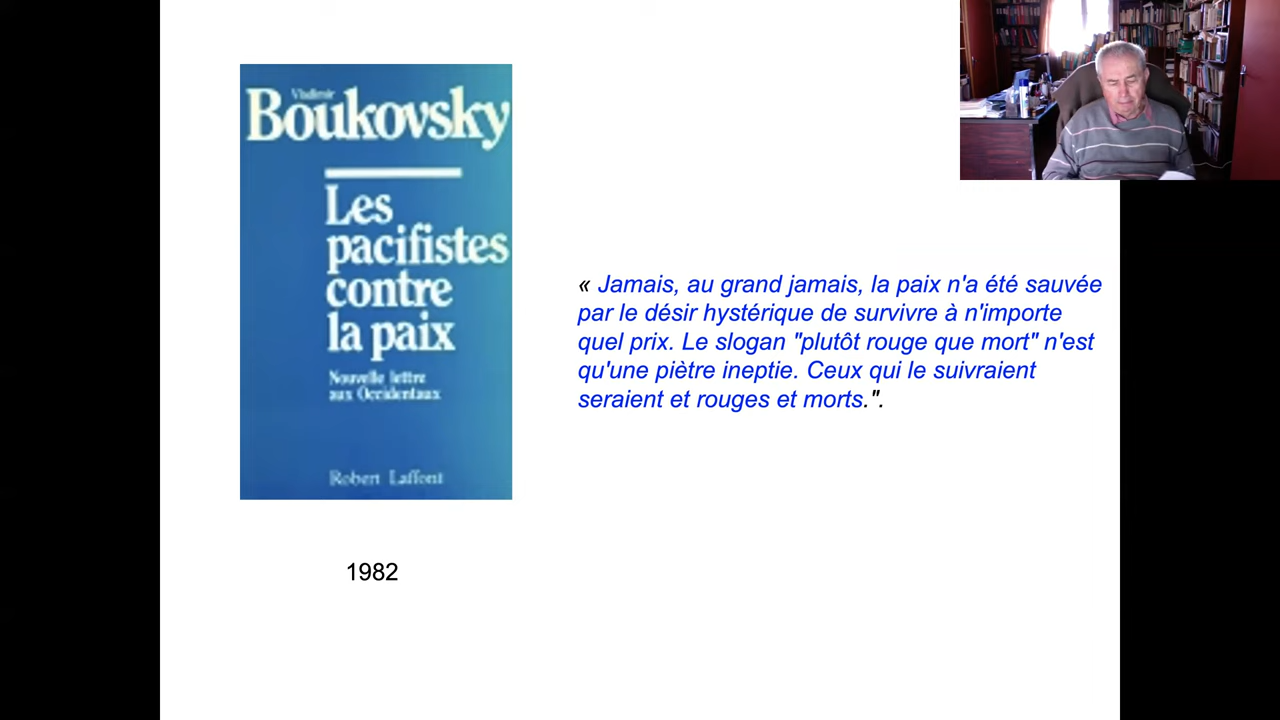 Vladimir
Boukovsky
Les
pacifistes
contre
la paix
Nouvelle lettre
aux Occidentaux
Robert Laffont
1982
« Jamais, au grand jamais, la paix n'a été sauvée
par le désir hystérique de survivre à n'importe
quel prix. Le slogan "plutôt rouge que mort" n'est
qu'une piètre ineptie. Ceux qui le suivraient
seraient et rouges et morts.".